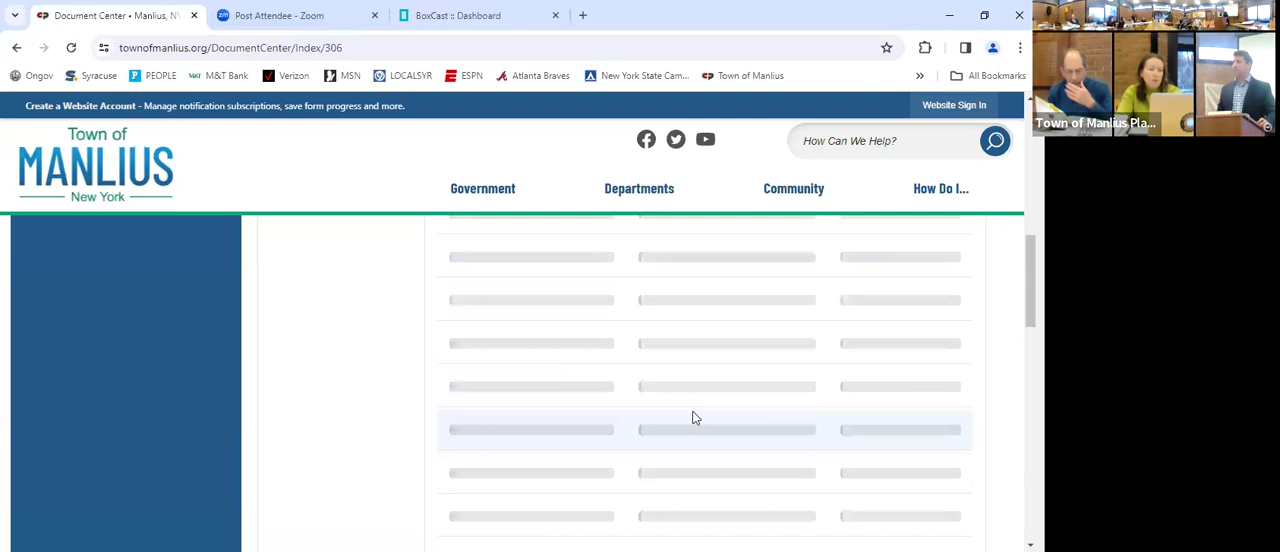 Document Center • Manlius, N
Post Attendee - Zoom
BoxCast :: Dashboard
townofmanlius.org/DocumentCenter/Index/306
Ongov
Syracuse
PEOPLE
M&T Bank
Verizon
MSN
LOCALSYR
ESPN
Atlanta Braves
New York State Cam...
Town of Manlius
»
All Bookmarks
Create a Website Account - Manage notification subscriptions, save form progress and more.
Website Sign In
Town of
MANLIUS
New York
How Can We Help?
Government
Departments
Community
How Do I...
Town of Manlius Pla...